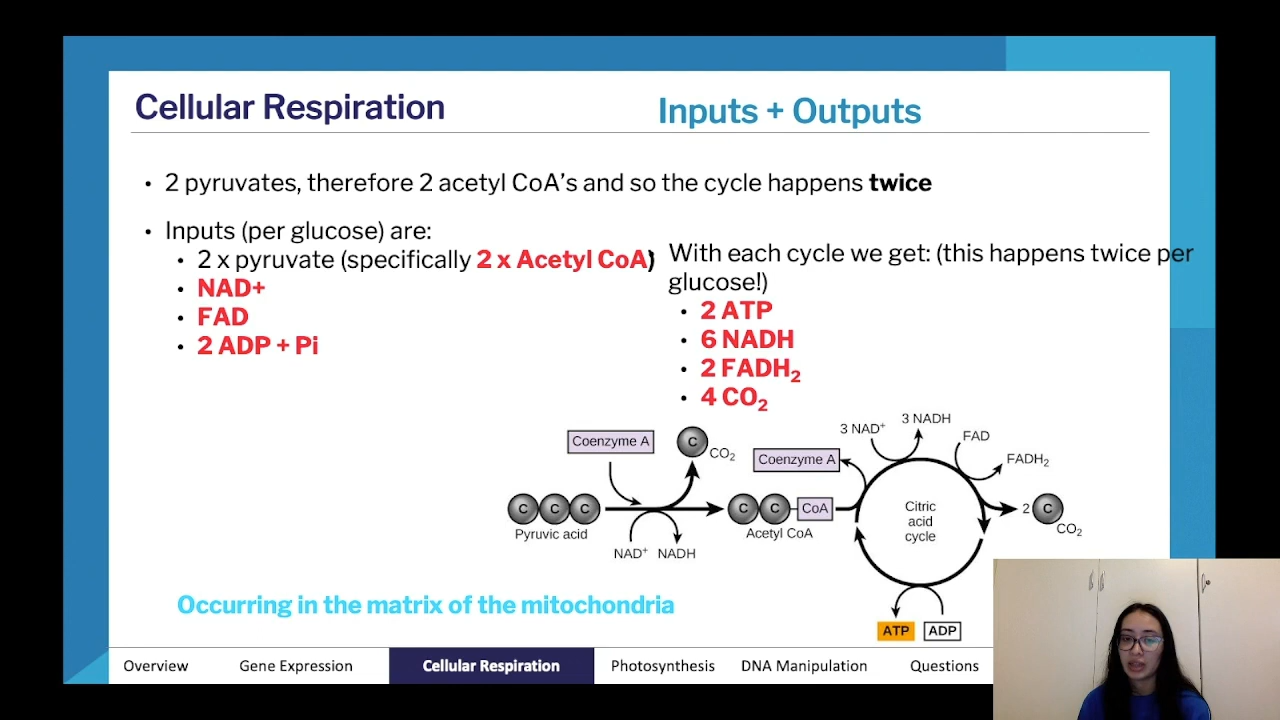 Cellular Respiration
Inputs + Outputs
• 2 pyruvates, therefore 2 acetyl CoA's and so the cycle happens twice
• Inputs (per glucose) are:
• 2 x pyruvate (specifically 2 x Acetyl CoA)
• NAD+
• FAD
• 2 ADP + Pi
With each cycle we get: (this happens twice per
glucose!)
• 2 ATP
• 6 NADH
• 2 FADH₂
• 4 CO₂
Coenzyme A
C
CO₂
C C C
Pyruvic acid
NAD⁺ NADH
Coenzyme A
C C CoA
Acetyl CoA
3 NAD⁺
3 NADH
FAD
FADH₂
Citric
acid
cycle
2 C
CO₂
ATP ADP
Occurring in the matrix of the mitochondria
Overview Gene Expression Cellular Respiration Photosynthesis DNA Manipulation Questions